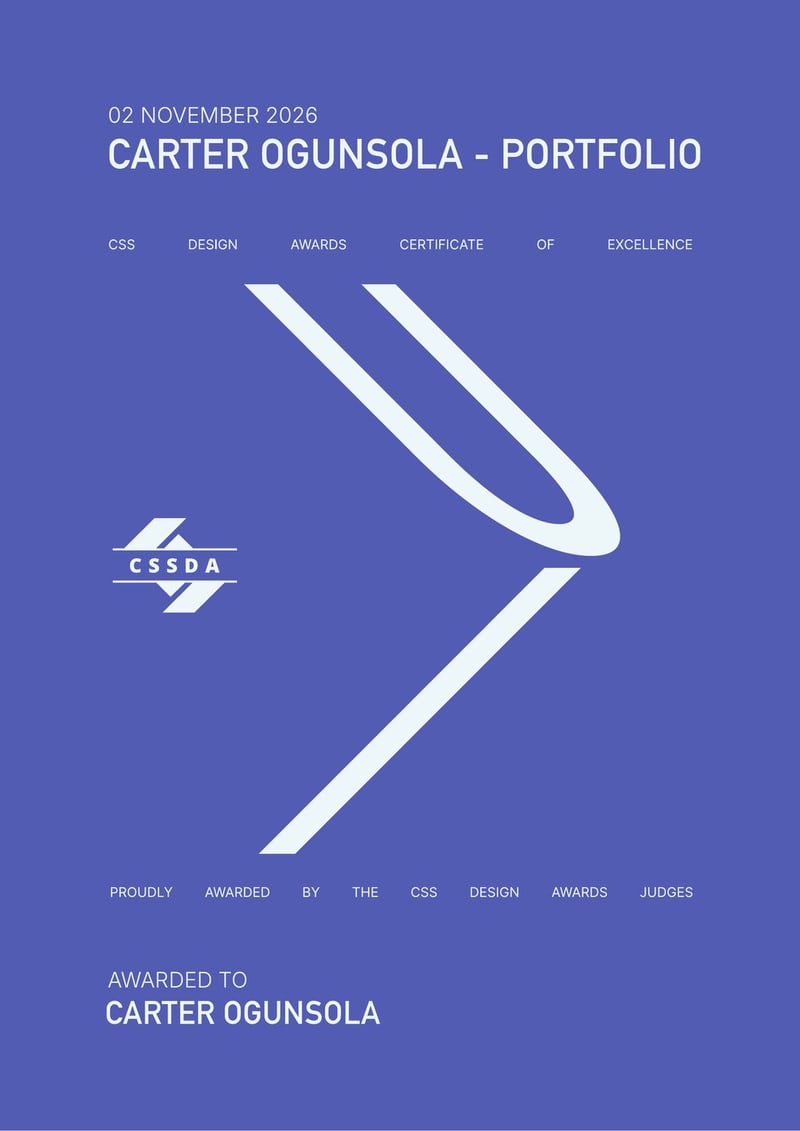 02 NOVEMBER 2026
CARTER OGUNSOLA - PORTFOLIO
CSS DESIGN AWARDS CERTIFICATE OF EXCELLENCE
CSSDA
PROUDLY AWARDED BY THE CSS DESIGN AWARDS JUDGES
AWARDED TO
CARTER OGUNSOLA